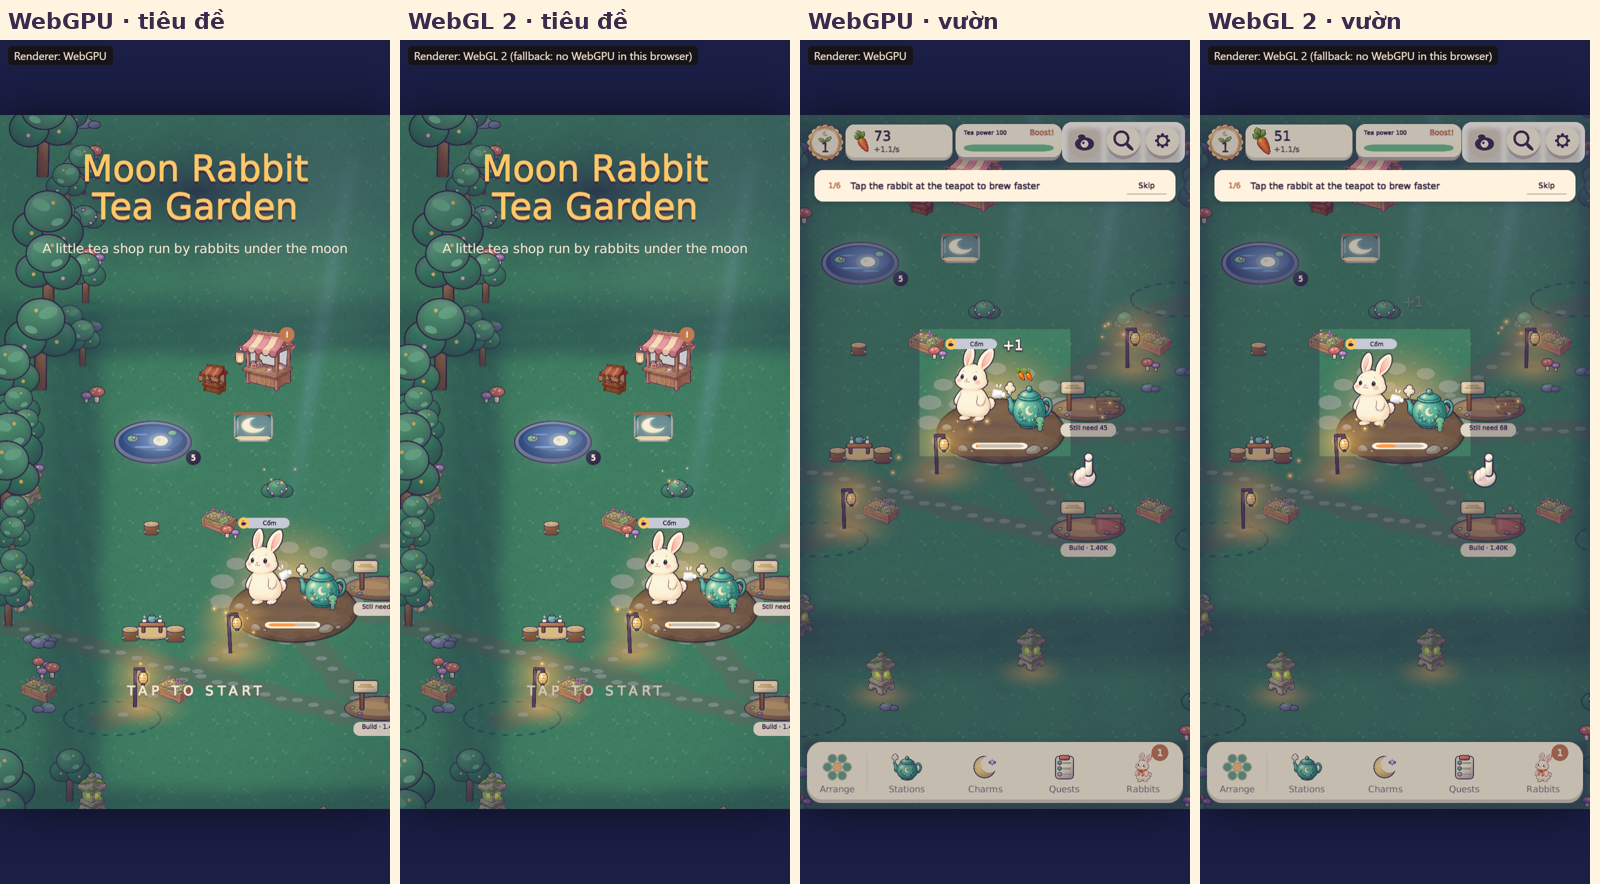 WebGPU · tiêu đề
Renderer: WebGPU
Moon Rabbit
Tea Garden
A little tea shop run by rabbits under the moon
!
5
Cốm
Still need
TAP TO START
Build · 1.4
WebGL 2 · tiêu đề
Renderer: WebGL 2 (fallback: no WebGPU in this browser)
Moon Rabbit
Tea Garden
A little tea shop run by rabbits under the moon
!
5
Cốm
Still need
TAP TO START
Build · 1.4
WebGPU · vườn
Renderer: WebGPU
1
73
+1.1/s
Tea power 100
Boost!
1/6
Tap the rabbit at the teapot to brew faster
Skip
5
Cốm
+1
Still need 45
Build · 1.40K
1
Arrange
Stations
Charms
Quests
Rabbits
WebGL 2 · vườn
Renderer: WebGL 2 (fallback: no WebGPU in this browser)
1
51
+1.1/s
Tea power 100
Boost!
1/6
Tap the rabbit at the teapot to brew faster
Skip
5
+1
Cốm
Still need 68
Build · 1.40K
1
Arrange
Stations
Charms
Quests
Rabbits